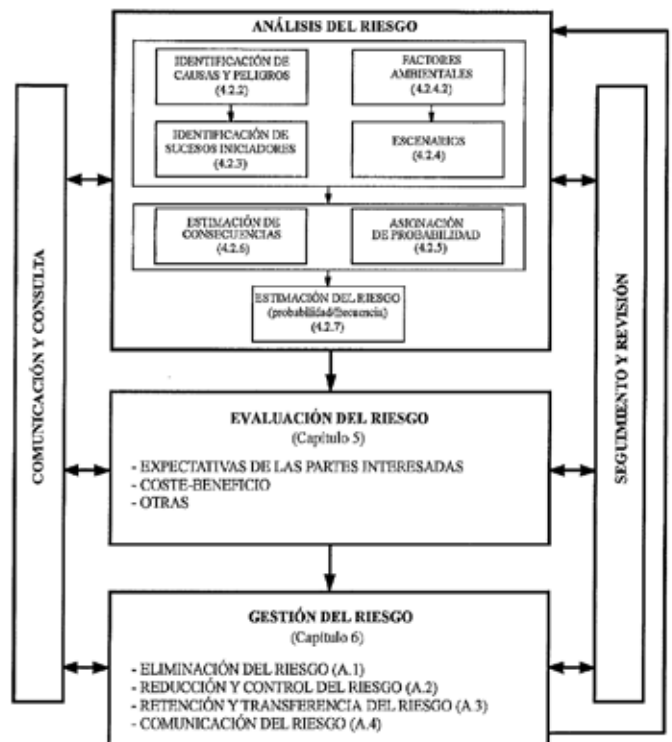 ANÁLISIS DEL RIESGO
IDENTIFICACIÓN DE
CAUSAS Y PELIGROS
(4.2.2)
FACTORES
AMBIENTALES
(4.2.4.2)
IDENTIFICACIÓN DE
SUCESOS INICIADORES
(4.2.3)
ESCENARIOS
(4.2.4)
ESTIMACIÓN DE
CONSECUENCIAS
(4.2.6)
ASIGNACIÓN
DE PROBABILIDAD
(4.2.5)
ESTIMACIÓN DEL RIESGO
(probabilidad/frecuencia)
(4.2.7)
COMUNICACIÓN Y CONSULTA
SEGUIMIENTO Y REVISIÓN
EVALUACIÓN DEL RIESGO
(Capítulo 5)
- EXPECTATIVAS DE LAS PARTES INTERESADAS
- COSTE-BENEFICIO
- OTRAS
GESTIÓN DEL RIESGO
(Capítulo 6)
- ELIMINACIÓN DEL RIESGO (A.1)
- REDUCCIÓN Y CONTROL DEL RIESGO (A.2)
- RETENCIÓN Y TRANSFERENCIA DEL RIESGO (A.3)
- COMUNICACIÓN DEL RIESGO (A.4)